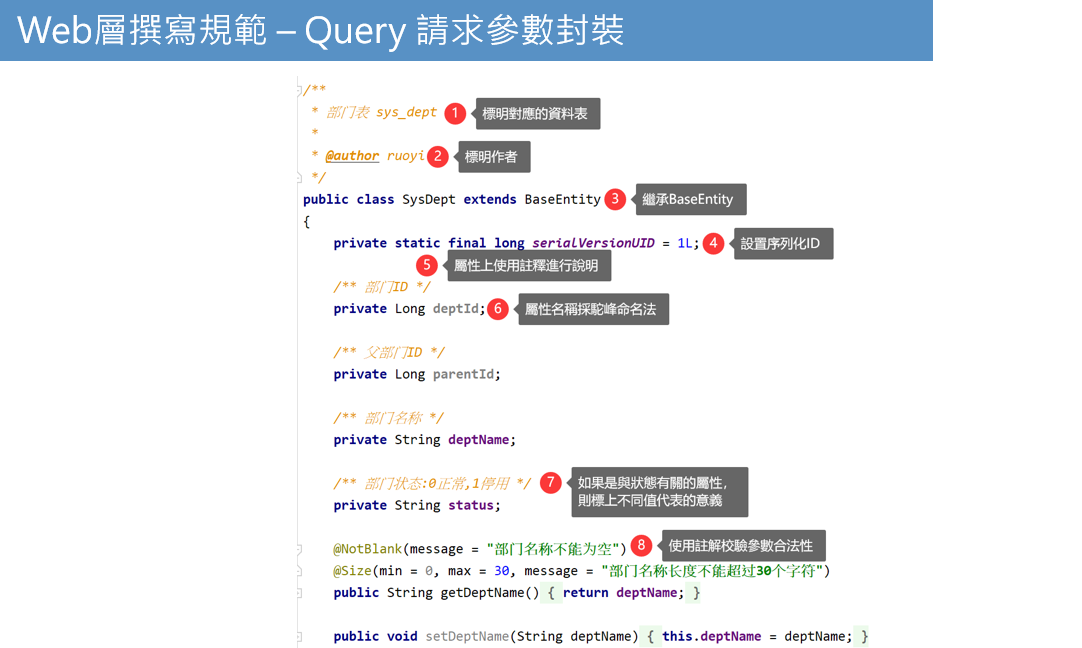 Web層撰寫規範 – Query 請求參數封裝
/**
* 部门表 sys_dept 1 標明對應的資料表
*
* @author ruoyi 2 標明作者
*/
public class SysDept extends BaseEntity 3 繼承BaseEntity
{
private static final long serialVersionUID = 1L; 4 設置序列化ID
5 屬性上使用註釋進行說明
/** 部门ID */
private Long deptId; 6 屬性名稱採駝峰命名法
/** 父部门ID */
private Long parentId;
/** 部门名称 */
private String deptName;
/** 部门状态:0正常,1停用 */ 7 如果是與狀態有關的屬性,
則標上不同值代表的意義
private String status;
@NotBlank(message = "部门名称不能为空") 8 使用註解校驗參數合法性
@Size(min = 0, max = 30, message = "部门名称长度不能超过30个字符")
public String getDeptName() { return deptName; }
public void setDeptName(String deptName) { this.deptName = deptName; }